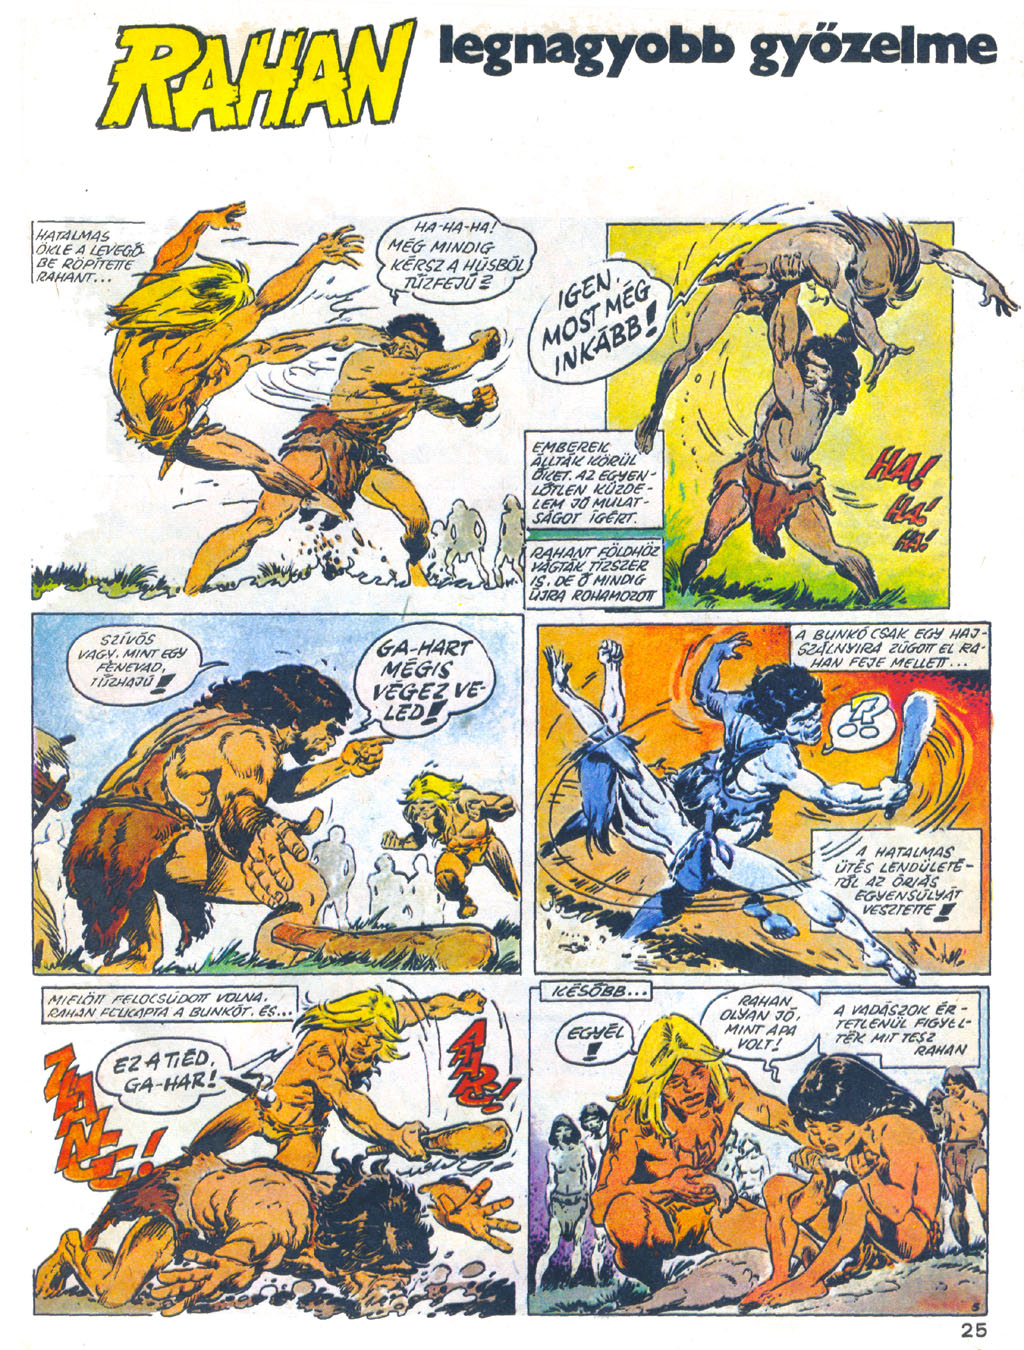 RAHAN legnagyobb győzelme
HATALMAS
ÖKLE A LEVEGŐ-
BE RÖPÍTETTE
RAHANT...
HA-HA-HA!
MÉG MINDIG
KÉRSZ A HÚSBÓL
TŰZFEJŰ?
IGEN,
MOST MÉG
INKÁBB!
EMBEREIK
ÁLLTÁK KÖRÜL
ŐKET. AZ EGYEN-
LŐTLEN KÜZDE-
LEM JÓ MULAT-
SÁGOT ÍGÉRT.
HA!
HA!
HA!
RAHANT FÖLDHÖZ
VÁGTÁK TÍZSZER
IS, DE Ő MINDIG
ÚJRA ROHAMOZOTT
SZÍVÓS
VAGY, MINT EGY
FENEVAD,
TŰZHAJÚ!
GA-HART
MÉGIS
VÉGEZ VE-
LED!
A BUNKÓ CSAK EGY HAJ-
SZÁLNYIRA ZÚGOTT EL RA-
HAN FEJE MELLETT...
?!
A HATALMAS
ÜTÉS LENDÜLETÉ-
TŐL AZ ÓRIÁS
EGYENSÚLYÁT
VESZTETTE!
MIELŐTT FELOCSÚDOTT VOLNA,
RAHAN FELKAPTA A BUNKÓT, ÉS...
EZ A TIÉD,
GA-HAR!
KÉSŐBB...
EGYÉL
!
RAHAN
OLYAN JÓ,
MINT APA
VOLT!
A VADÁSZOK ÉR-
TETLENÜL FIGYEL-
TÉK, MIT TESZ
RAHAN
5
25